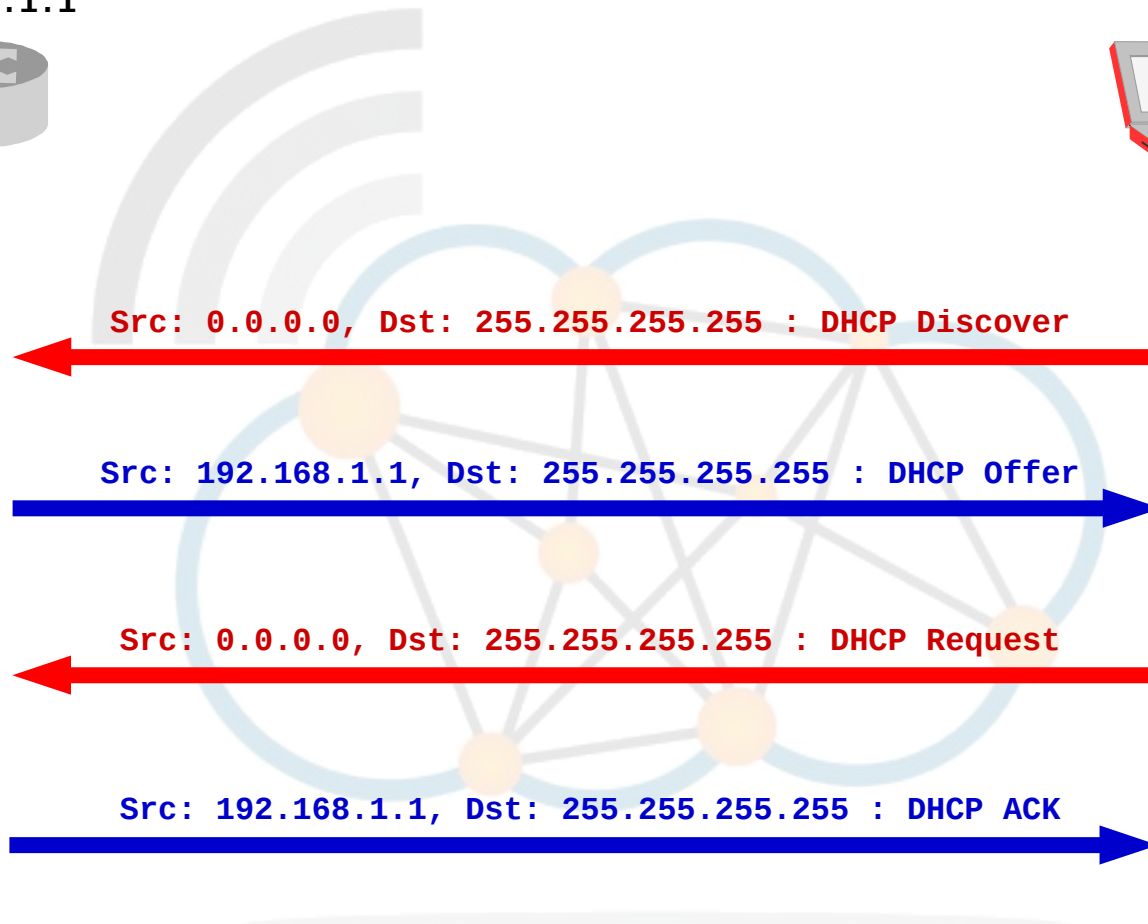 .1.1
Src: 0.0.0.0, Dst: 255.255.255.255 : DHCP Discover
Src: 192.168.1.1, Dst: 255.255.255.255 : DHCP Offer
Src: 0.0.0.0, Dst: 255.255.255.255 : DHCP Request
Src: 192.168.1.1, Dst: 255.255.255.255 : DHCP ACK